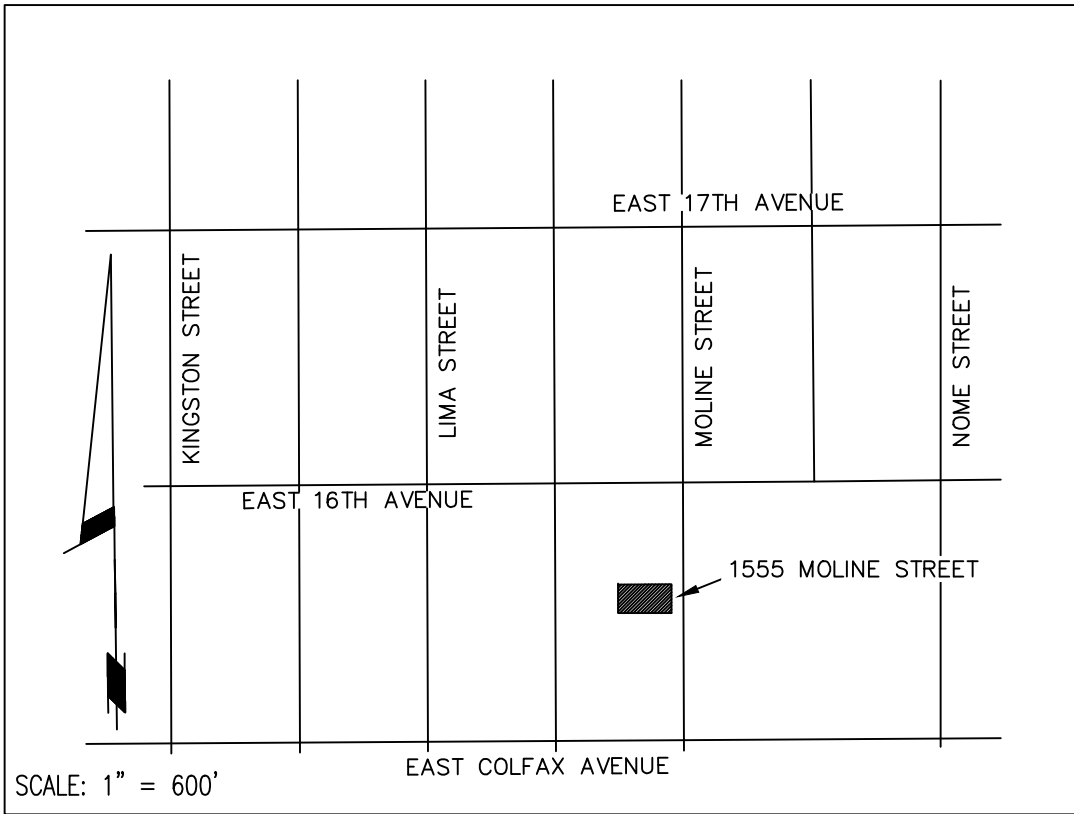 EAST 17TH AVENUE
KINGSTON STREET
LIMA STREET
MOLINE STREET
NOME STREET
EAST 16TH AVENUE
1555 MOLINE STREET
EAST COLFAX AVENUE
SCALE: 1" = 600'